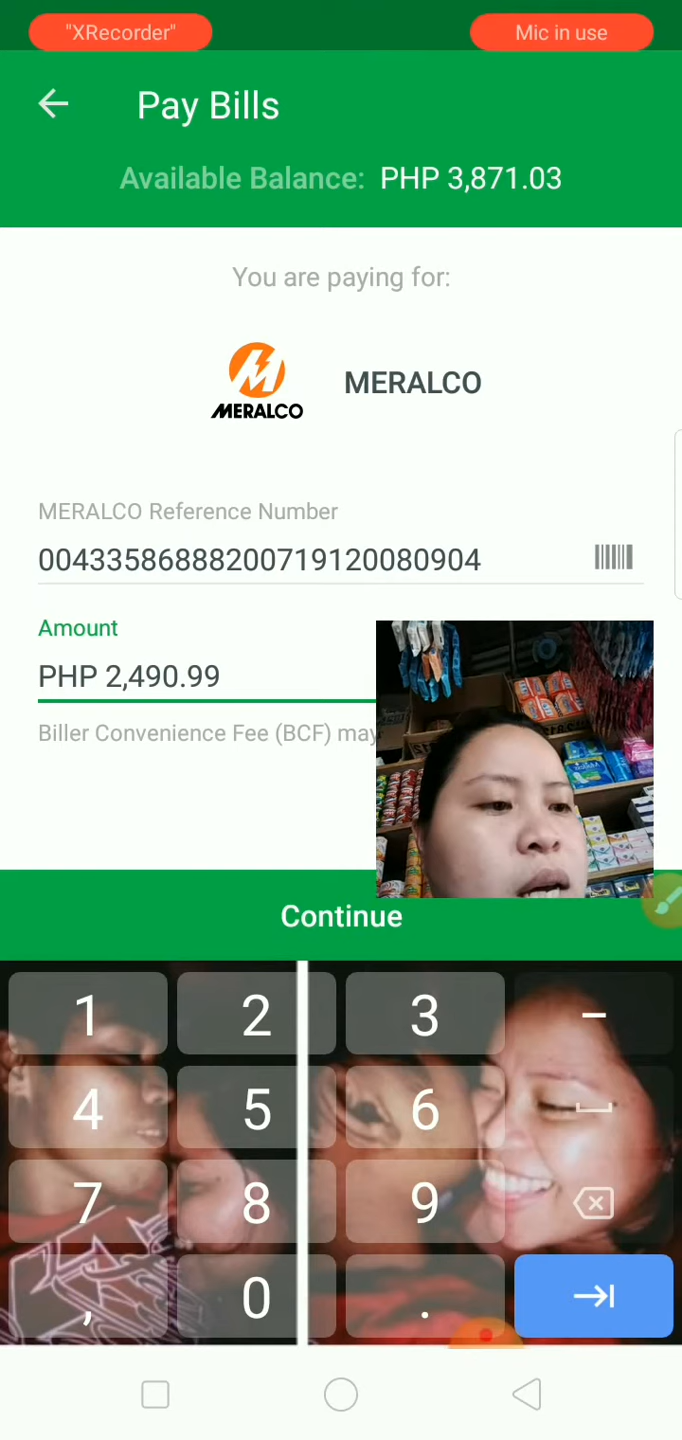 "XRecorder" Mic in use
Pay Bills
Available Balance: PHP 3,871.03
You are paying for:
MERALCO
MERALCO
MERALCO Reference Number
00433586888200719120080904
Amount
PHP 2,490.99
Biller Convenience Fee (BCF) may
Continue
1 2 3 -
4 5 6
7 8 9
, 0 .